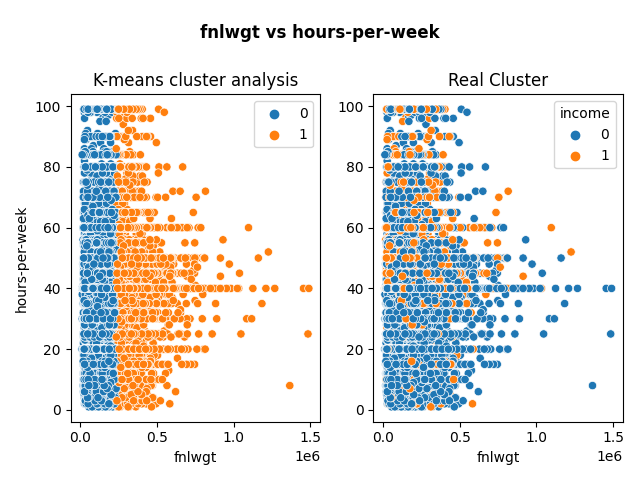 fnlwgt vs hours-per-week
K-means cluster analysis
hours-per-week
100
80
60
40
20
0
0
1
0.0
0.5
1.0
1.5
1e6
fnlwgt
Real Cluster
100
80
60
40
20
0
income
0
1
0.0
0.5
1.0
1.5
1e6
fnlwgt